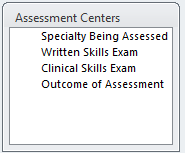 Assessment Centers
Specialty Being Assessed
Written Skills Exam
Clinical Skills Exam
Outcome of Assessment